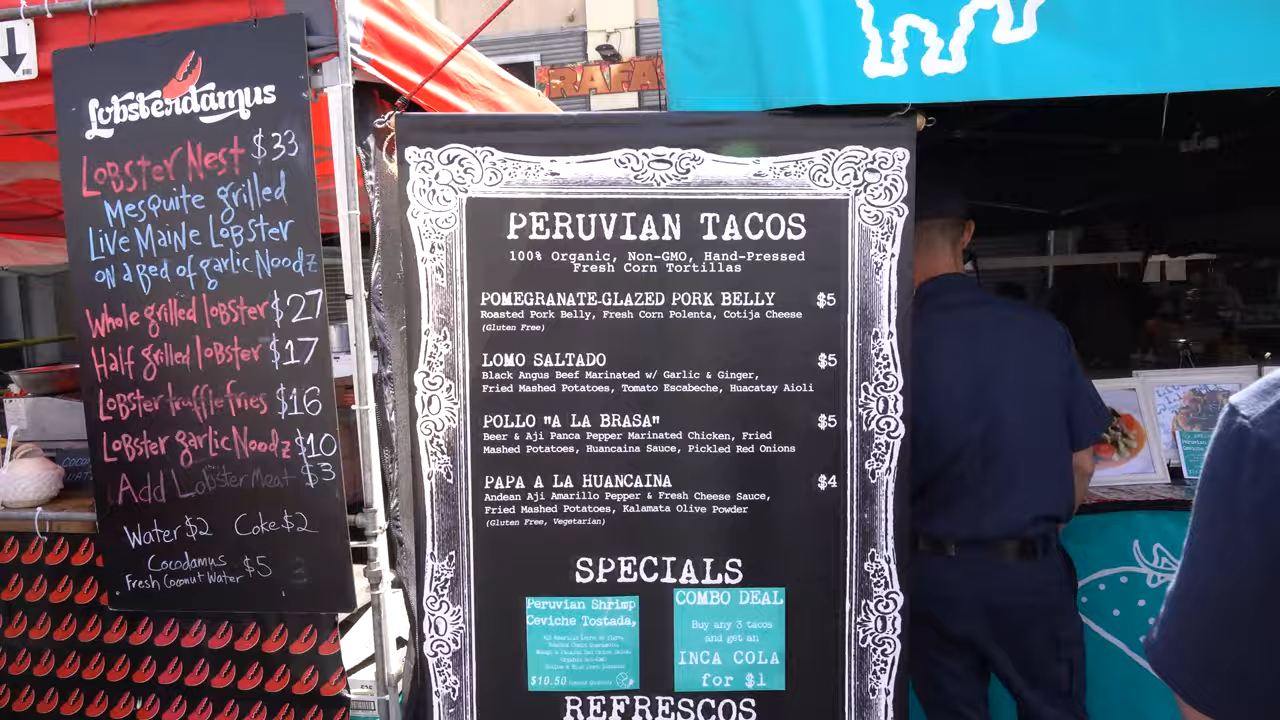 Lobsterdamus
Lobster Nest $33
Mesquite grilled
Live Maine Lobster
on a Bed of garlic Noodz
Whole grilled lobster $27
Half grilled lobster $17
Lobster truffle fries $16
Lobster garlic Noodz $10
Add Lobster Meat $3
Water $2 Coke $2
Cocodamus
Fresh Coconut Water $5
RAFA
PERUVIAN TACOS
100% Organic, Non-GMO, Hand-Pressed
Fresh Corn Tortillas
POMEGRANATE-GLAZED PORK BELLY $5
Roasted Pork Belly, Fresh Corn Polenta, Cotija Cheese
(Gluten Free)
LOMO SALTADO $5
Black Angus Beef Marinated w/ Garlic & Ginger,
Fried Mashed Potatoes, Tomato Escabeche, Huacatay Aioli
POLLO "A LA BRASA" $5
Beer & Aji Panca Pepper Marinated Chicken, Fried
Mashed Potatoes, Huancaina Sauce, Pickled Red Onions
PAPA A LA HUANCAINA $4
Andean Aji Amarillo Pepper & Fresh Cheese Sauce,
Fried Mashed Potatoes, Kalamata Olive Powder
(Gluten Free, Vegetarian)
SPECIALS
Peruvian Shrimp
Ceviche Tostada,
$10.50
COMBO DEAL
Buy any 3 tacos
and get an
INCA COLA
for $1
REFRESCOS